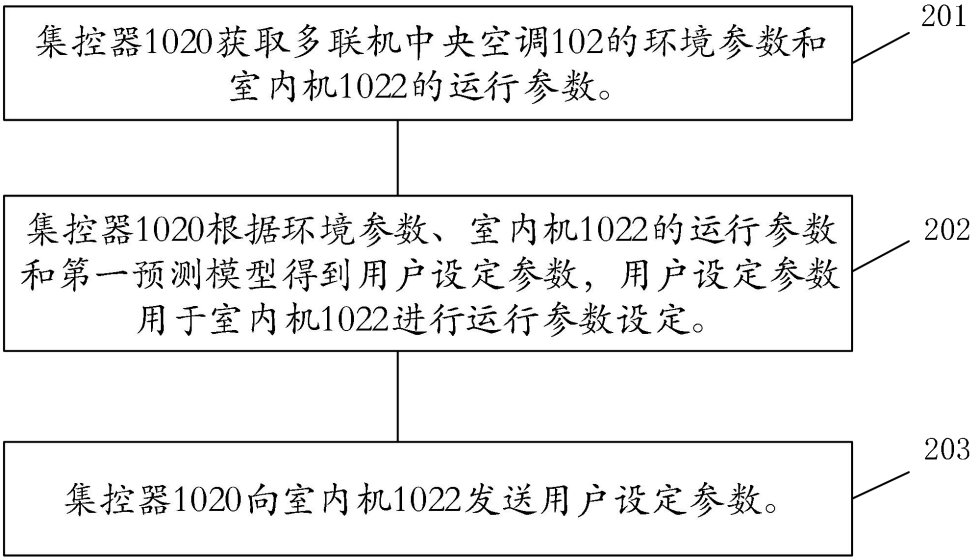 集控器1020获取多联机中央空调102的环境参数和
室内机1022的运行参数。
201
集控器1020根据环境参数、室内机1022的运行参数
和第一预测模型得到用户设定参数，用户设定参数
用于室内机1022进行运行参数设定。
202
集控器1020向室内机1022发送用户设定参数。
203